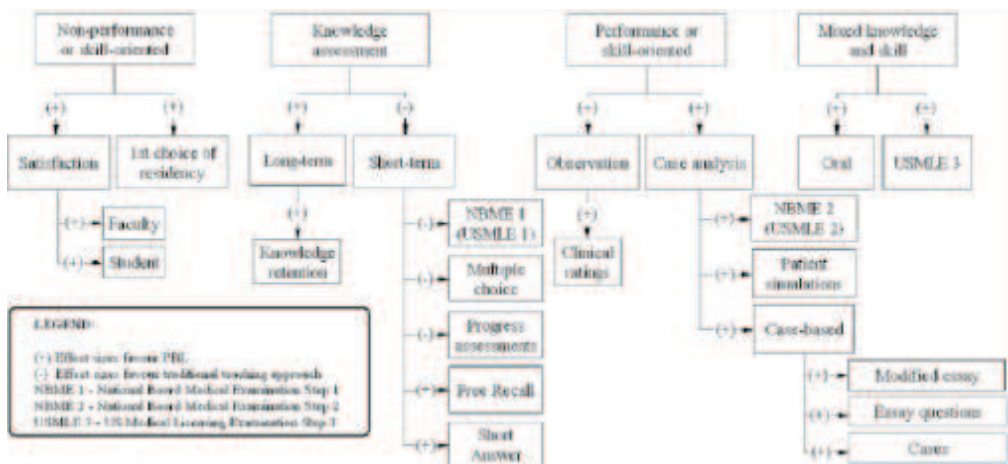 Non-performance
or skill-oriented
Knowledge
assessment
Performance or
skill-oriented
Mixed knowledge
and skill
(+)
(+)
(+)
(-)
(+)
(+)
(+)
(+)
Satisfaction
1st choice of
residency
Long-term
Short-term
Observation
Case analysis
Oral
USMLE 3
(+)
Faculty
(+)
Student
(+)
Knowledge
retention
(-)
NBME 1
(USMLE 1)
(-)
Multiple
choice
(-)
Progress
assessments
(+)
Free Recall
(+)
Short
Answer
(+)
Clinical
ratings
(+)
NBME 2
(USMLE 2)
(+)
Patient
simulations
(+)
Case-based
(+)
Modified essay
(+)
Essay questions
(+)
Cases
LEGEND:
(+) Effect sizes favour PBL
(-) Effect sizes favour traditional teaching approach
NBME 1 - National Board Medical Examination Step 1
NBME 2 - National Board Medical Examination Step 2
USMLE 3 - US Medical Licensing Examination Step 3